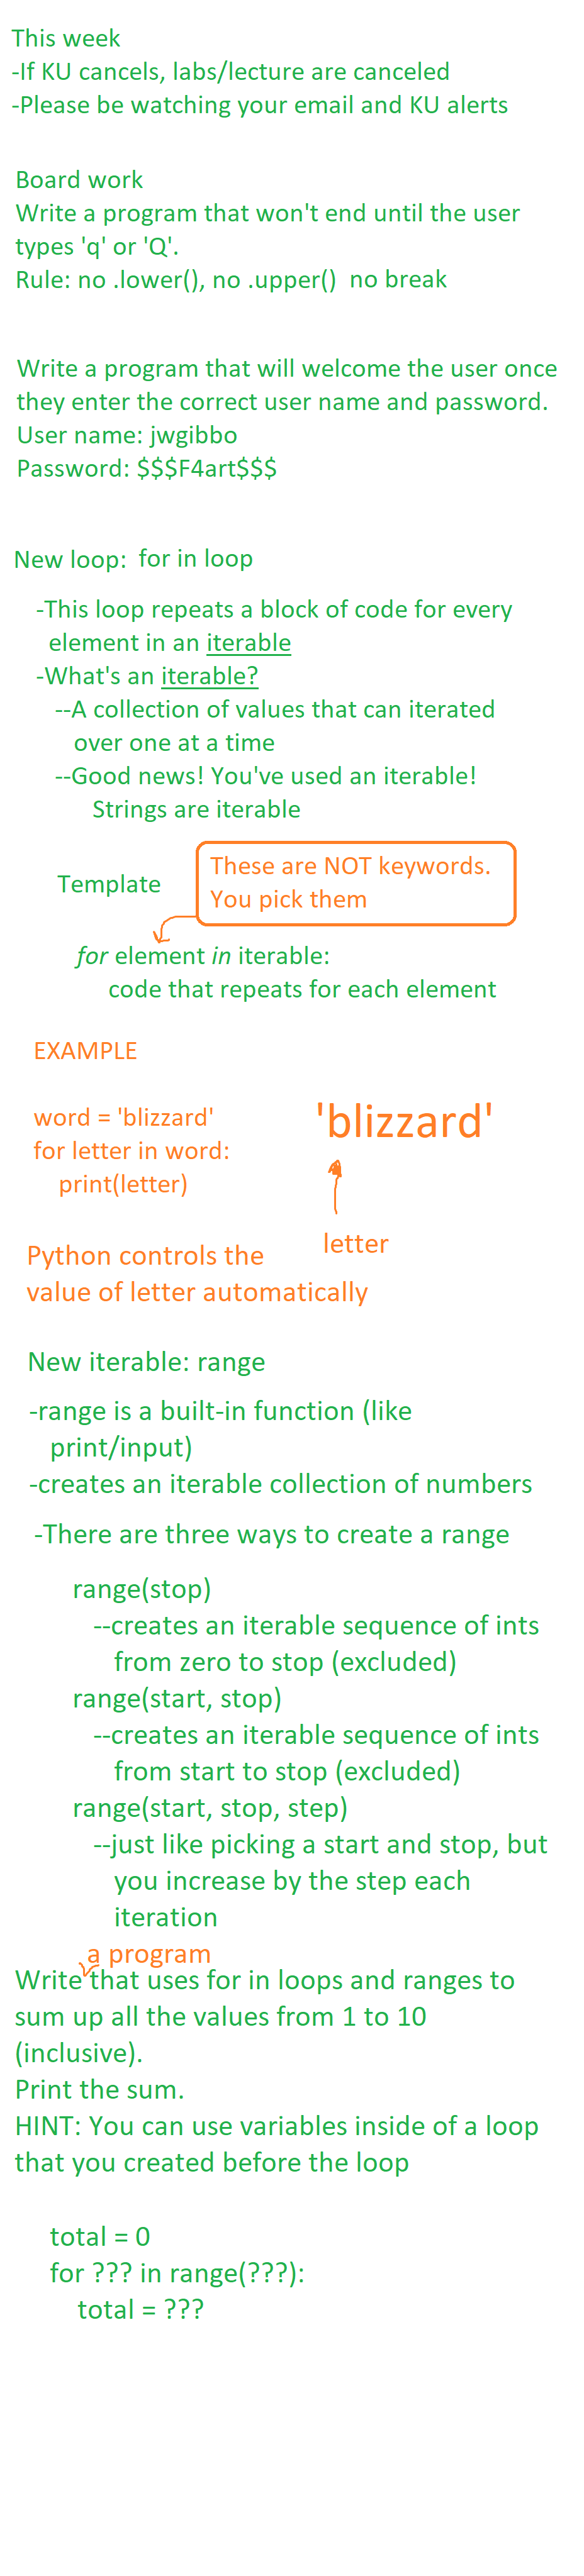 This week
-If KU cancels, labs/lecture are canceled
-Please be watching your email and KU alerts
Board work
Write a program that won't end until the user
types 'q' or 'Q'.
Rule: no .lower(), no .upper() no break
Write a program that will welcome the user once
they enter the correct user name and password.
User name: jwgibbo
Password: $$$F4art$$$
New loop: for in loop
-This loop repeats a block of code for every
element in an iterable
-What's an iterable?
--A collection of values that can iterated
over one at a time
--Good news! You've used an iterable!
Strings are iterable
These are NOT keywords.
You pick them
Template
for element in iterable:
code that repeats for each element
EXAMPLE
word = 'blizzard'
for letter in word:
print(letter)
'blizzard'
letter
Python controls the
value of letter automatically
New iterable: range
-range is a built-in function (like
print/input)
-creates an iterable collection of numbers
-There are three ways to create a range
range(stop)
--creates an iterable sequence of ints
from zero to stop (excluded)
range(start, stop)
--creates an iterable sequence of ints
from start to stop (excluded)
range(start, stop, step)
--just like picking a start and stop, but
you increase by the step each
iteration
a program
Write that uses for in loops and ranges to
sum up all the values from 1 to 10
(inclusive).
Print the sum.
HINT: You can use variables inside of a loop
that you created before the loop
total = 0
for ??? in range(???):
total = ???